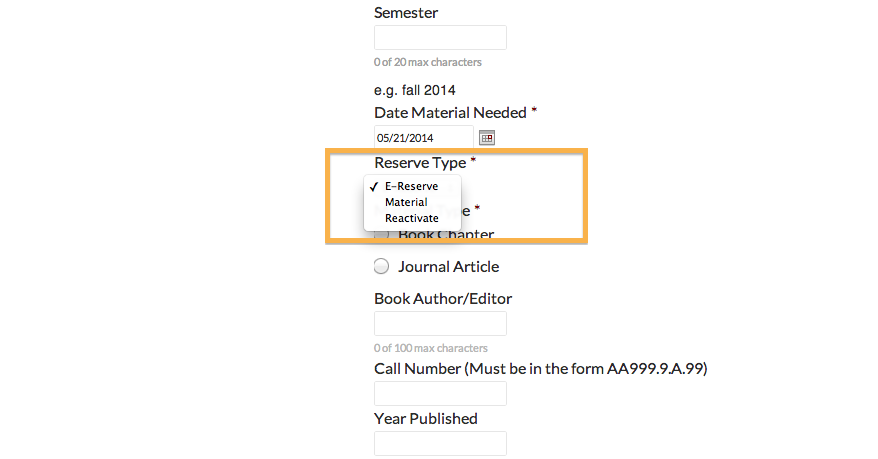 Semester
0 of 20 max characters
e.g. fall 2014
Date Material Needed *
05/21/2014
Reserve Type *
✓ E-Reserve
Material
Reactivate
Type *
Book Chapter
Journal Article
Book Author/Editor
0 of 100 max characters
Call Number (Must be in the form AA999.9.A.99)
Year Published